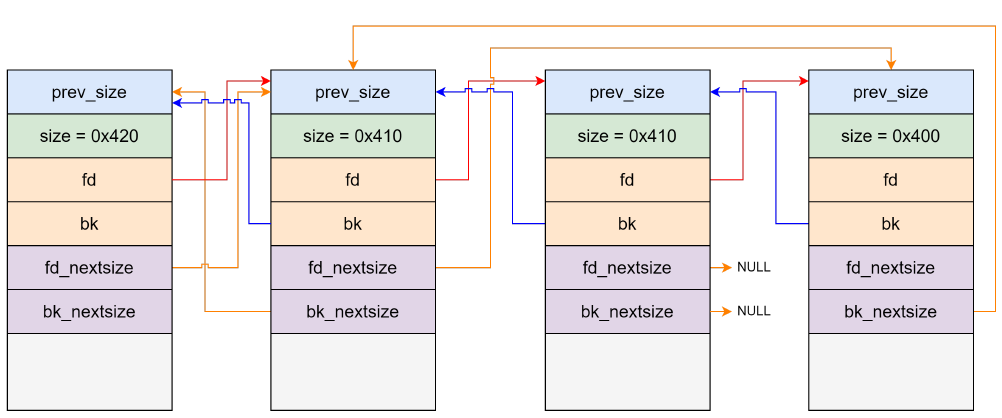 prev_size
size = 0x420
fd
bk
fd_nextsize
bk_nextsize
prev_size
size = 0x410
fd
bk
fd_nextsize
bk_nextsize
prev_size
size = 0x410
fd
bk
fd_nextsize
NULL
bk_nextsize
NULL
prev_size
size = 0x400
fd
bk
fd_nextsize
bk_nextsize